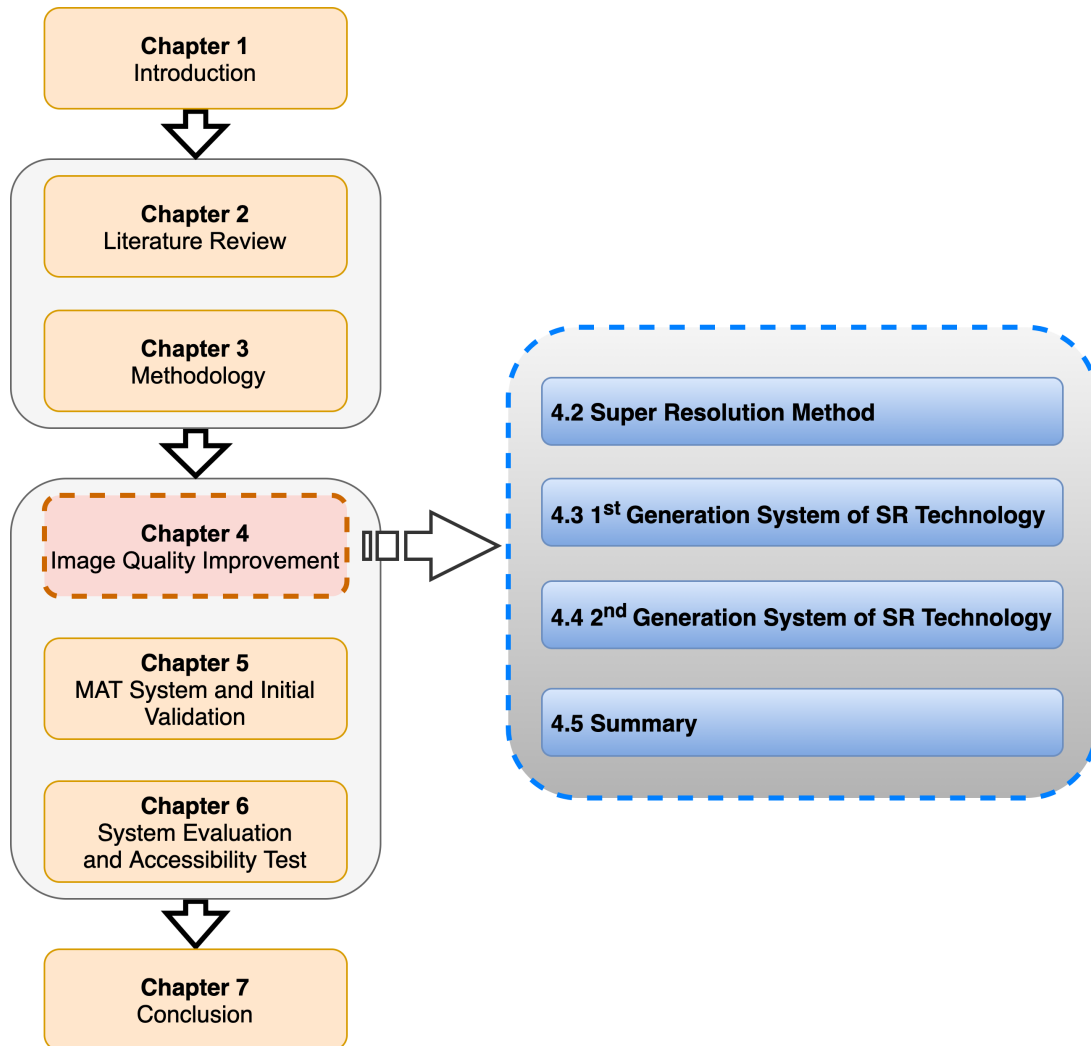 Chapter 1
Introduction
Chapter 2
Literature Review
Chapter 3
Methodology
Chapter 4
Image Quality Improvement
Chapter 5
MAT System and Initial
Validation
Chapter 6
System Evaluation
and Accessibility Test
Chapter 7
Conclusion
4.2 Super Resolution Method
4.3 1st Generation System of SR Technology
4.4 2nd Generation System of SR Technology
4.5 Summary